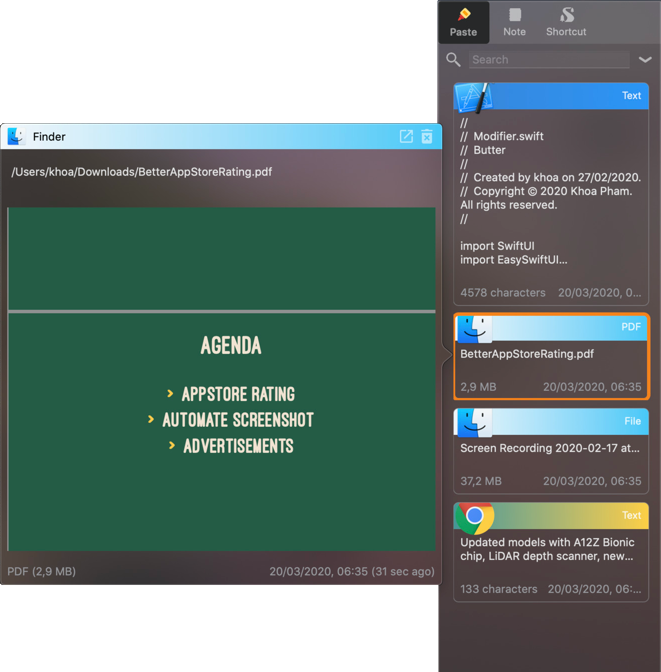 Paste
Note
Shortcut
Search
Text
//
// Modifier.swift
// Butter
//
// Created by khoa on 27/02/2020.
// Copyright © 2020 Khoa Pham.
All rights reserved.
//
import SwiftUI
import EasySwiftUI...
4578 characters 20/03/2020, 0...
Finder
/Users/khoa/Downloads/BetterAppStoreRating.pdf
AGENDA
> APPSTORE RATING
> AUTOMATE SCREENSHOT
> ADVERTISEMENTS
PDF (2,9 MB) 20/03/2020, 06:35 (31 sec ago)
PDF
BetterAppStoreRating.pdf
2,9 MB 20/03/2020, 06:35
File
Screen Recording 2020-02-17 at...
37,2 MB 20/03/2020, 06:35
Text
Updated models with A12Z Bionic
chip, LiDAR depth scanner, new...
133 characters 20/03/2020, 06:...